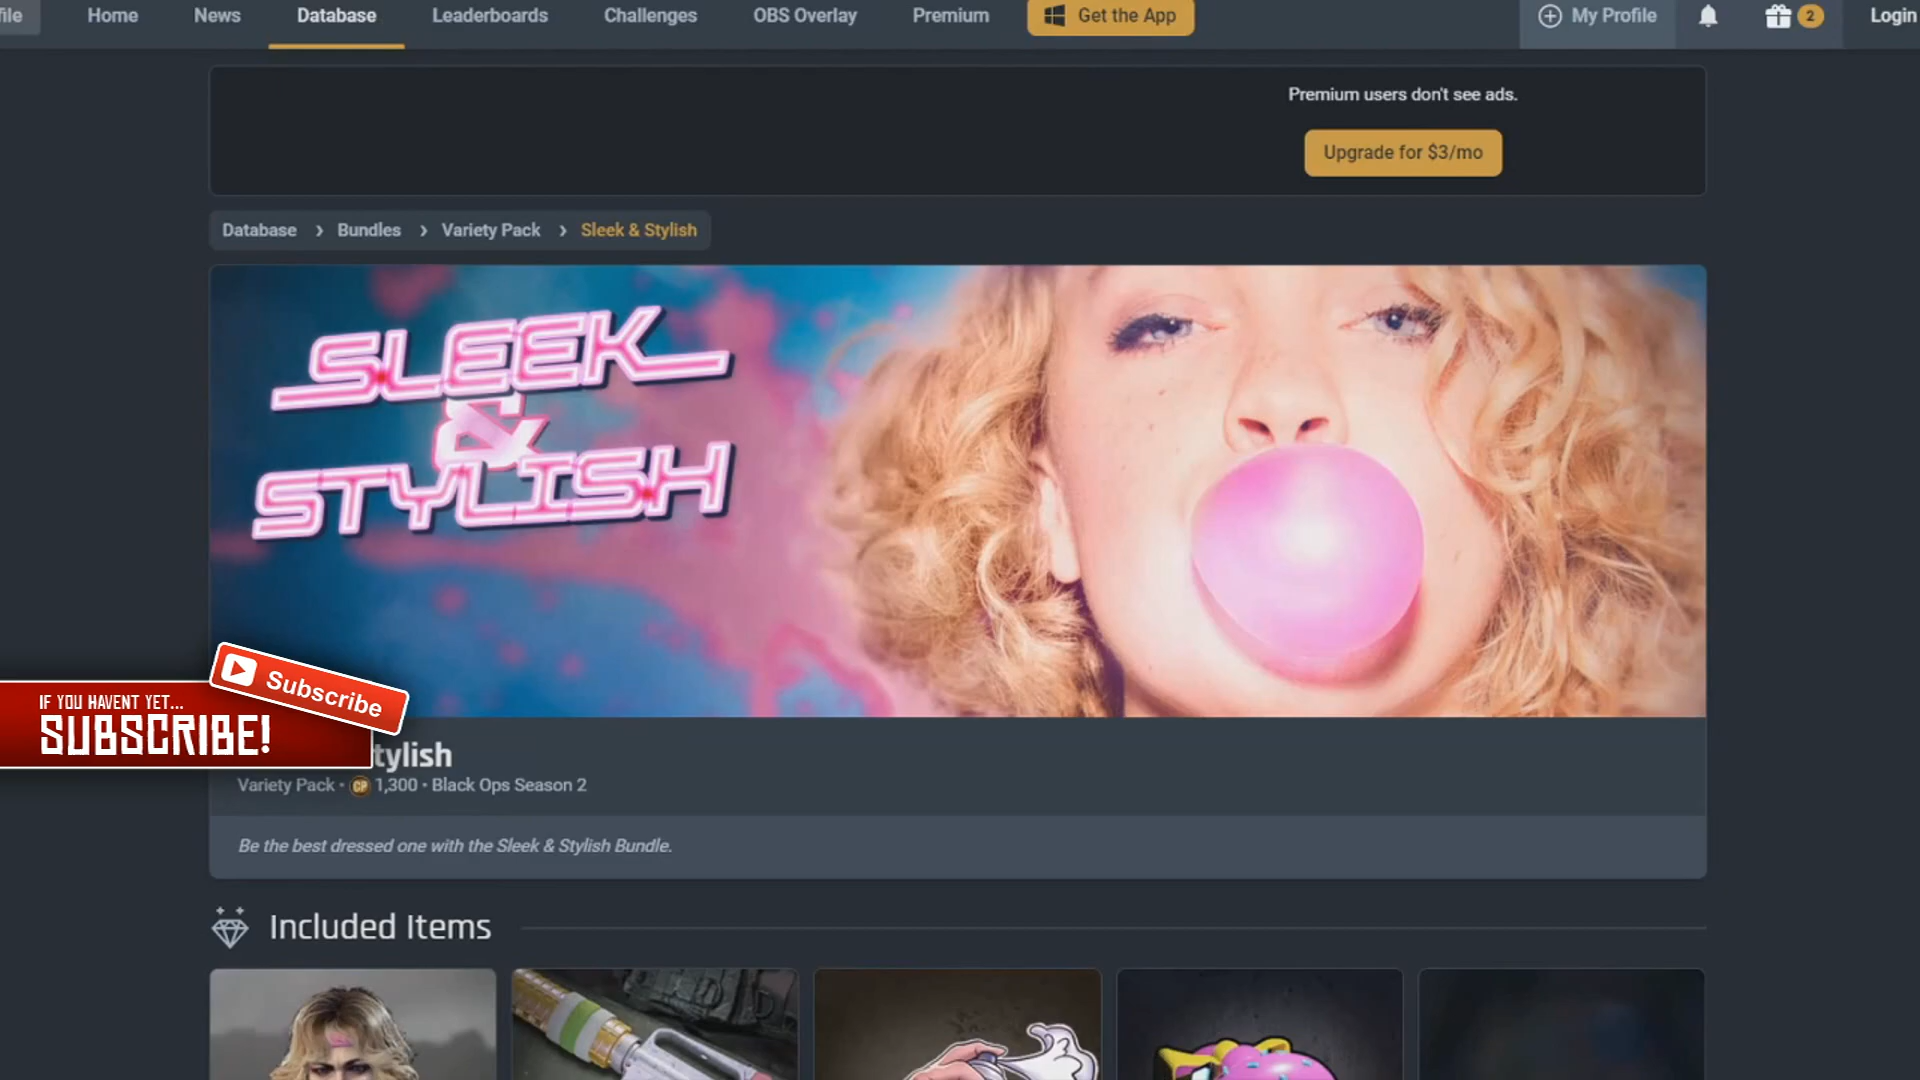 file Home News Database Leaderboards Challenges OBS Overlay Premium Get the App My Profile 2 Login
Premium users don't see ads.
Upgrade for $3/mo
Database › Bundles › Variety Pack › Sleek & Stylish
SLEEK
&
STYLISH
Subscribe
IF YOU HAVENT YET...
SUBSCRIBE!
tylish
Variety Pack • CP 1,300 • Black Ops Season 2
Be the best dressed one with the Sleek & Stylish Bundle.
Included Items